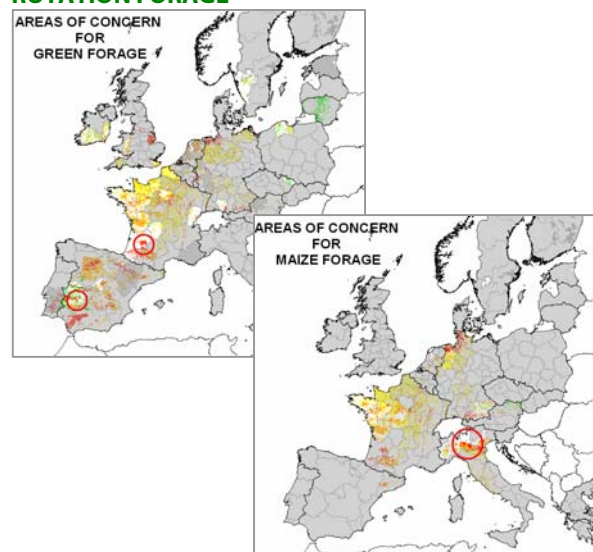 ROTATION FORAGE
AREAS OF CONCERN
FOR
GREEN FORAGE
AREAS OF CONCERN
FOR
MAIZE FORAGE